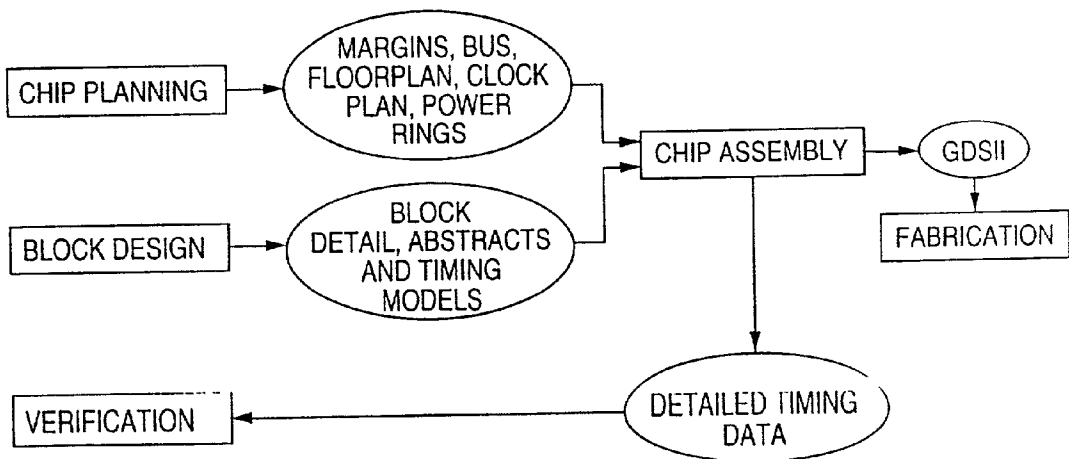 CHIP PLANNING
MARGINS, BUS,
FLOORPLAN, CLOCK
PLAN, POWER
RINGS
CHIP ASSEMBLY
GDSII
FABRICATION
BLOCK DESIGN
BLOCK
DETAIL, ABSTRACTS
AND TIMING
MODELS
VERIFICATION
DETAILED TIMING
DATA